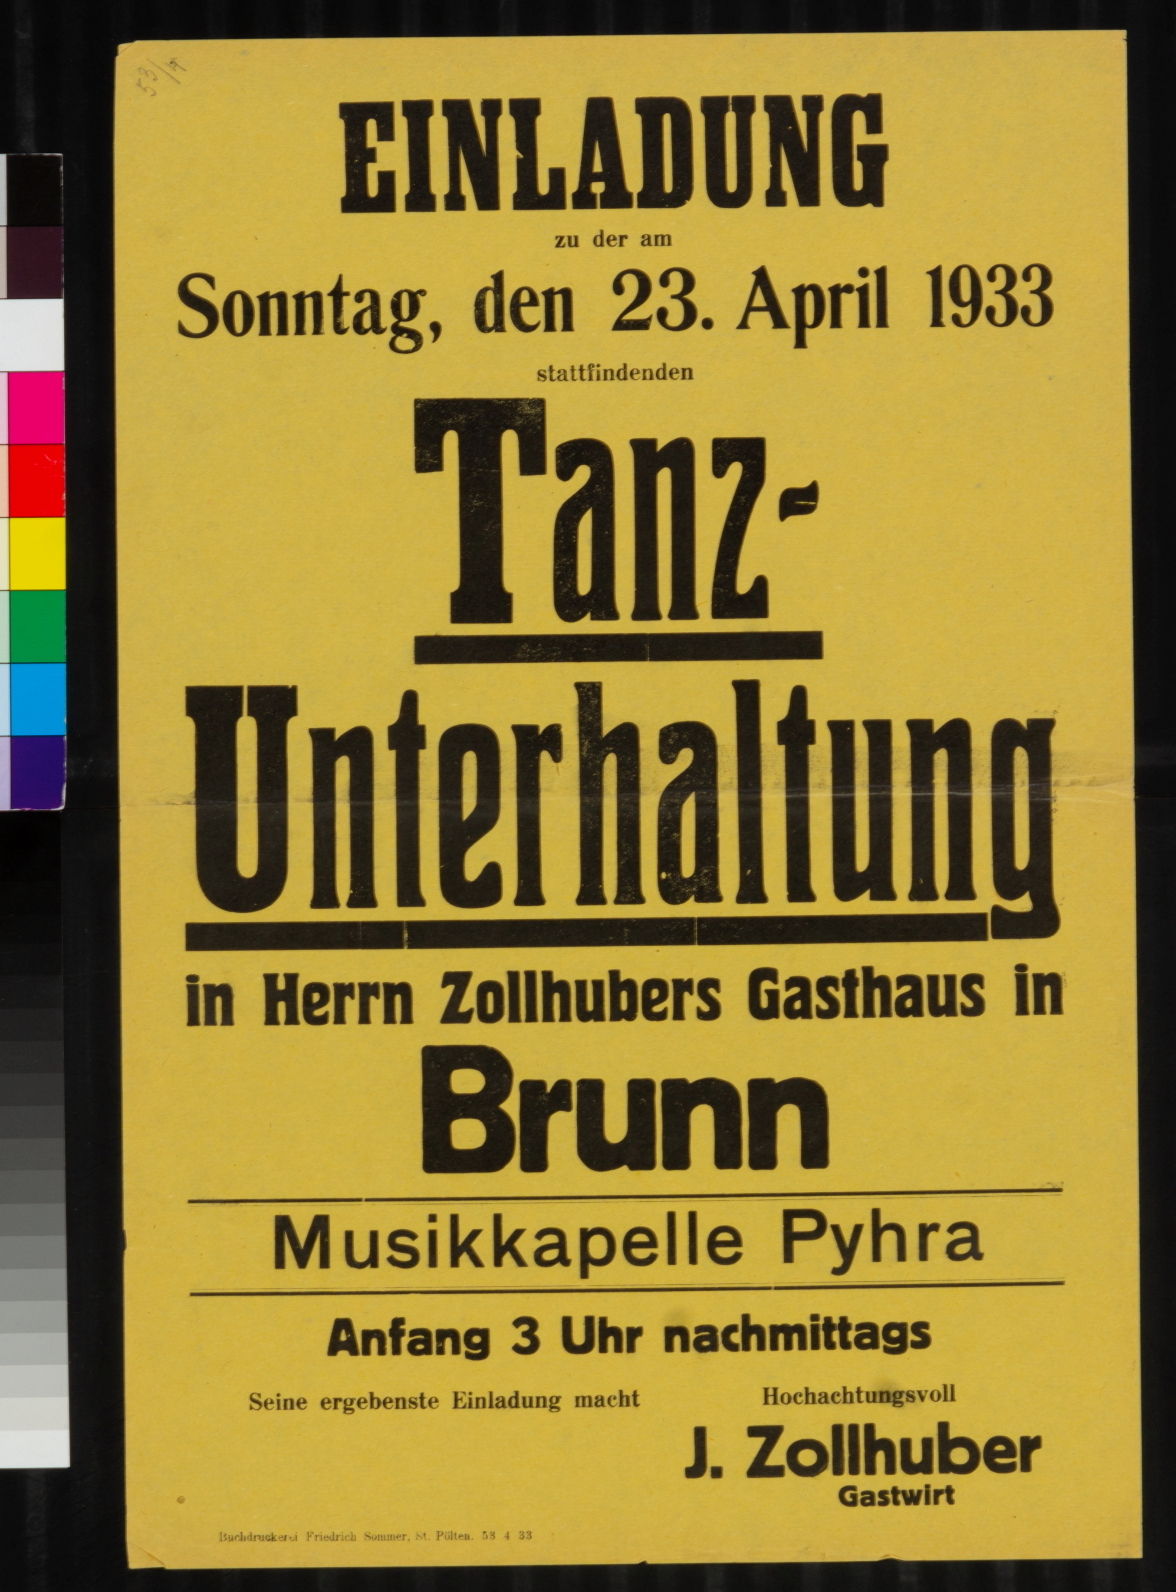 53/4
EINLADUNG
zu der am
Sonntag, den 23. April 1933
stattfindenden
Tanz-
Unterhaltung
in Herrn Zollhubers Gasthaus in
Brunn
Musikkapelle Pyhra
Anfang 3 Uhr nachmittags
Seine ergebenste Einladung macht
Hochachtungsvoll
J. Zollhuber
Gastwirt
Buchdruckerei Friedrich Sommer, St. Pölten. 53 4 33